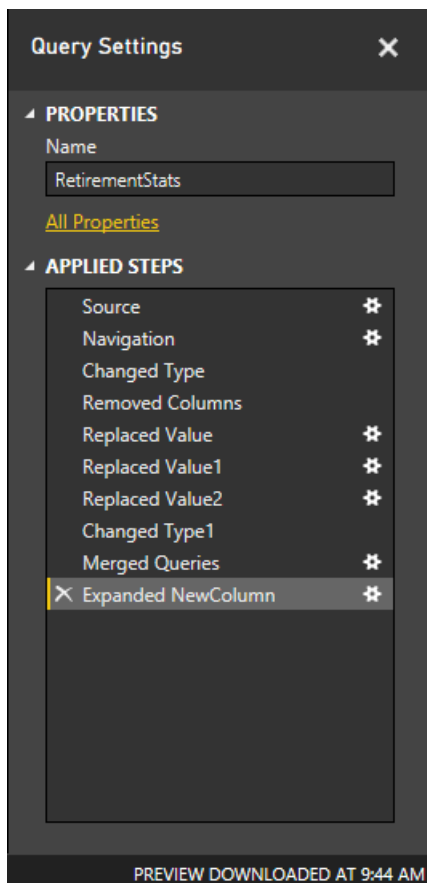 Query Settings
PROPERTIES
Name
RetirementStats
All Properties
APPLIED STEPS
Source
Navigation
Changed Type
Removed Columns
Replaced Value
Replaced Value1
Replaced Value2
Changed Type1
Merged Queries
Expanded NewColumn
PREVIEW DOWNLOADED AT 9:44 AM